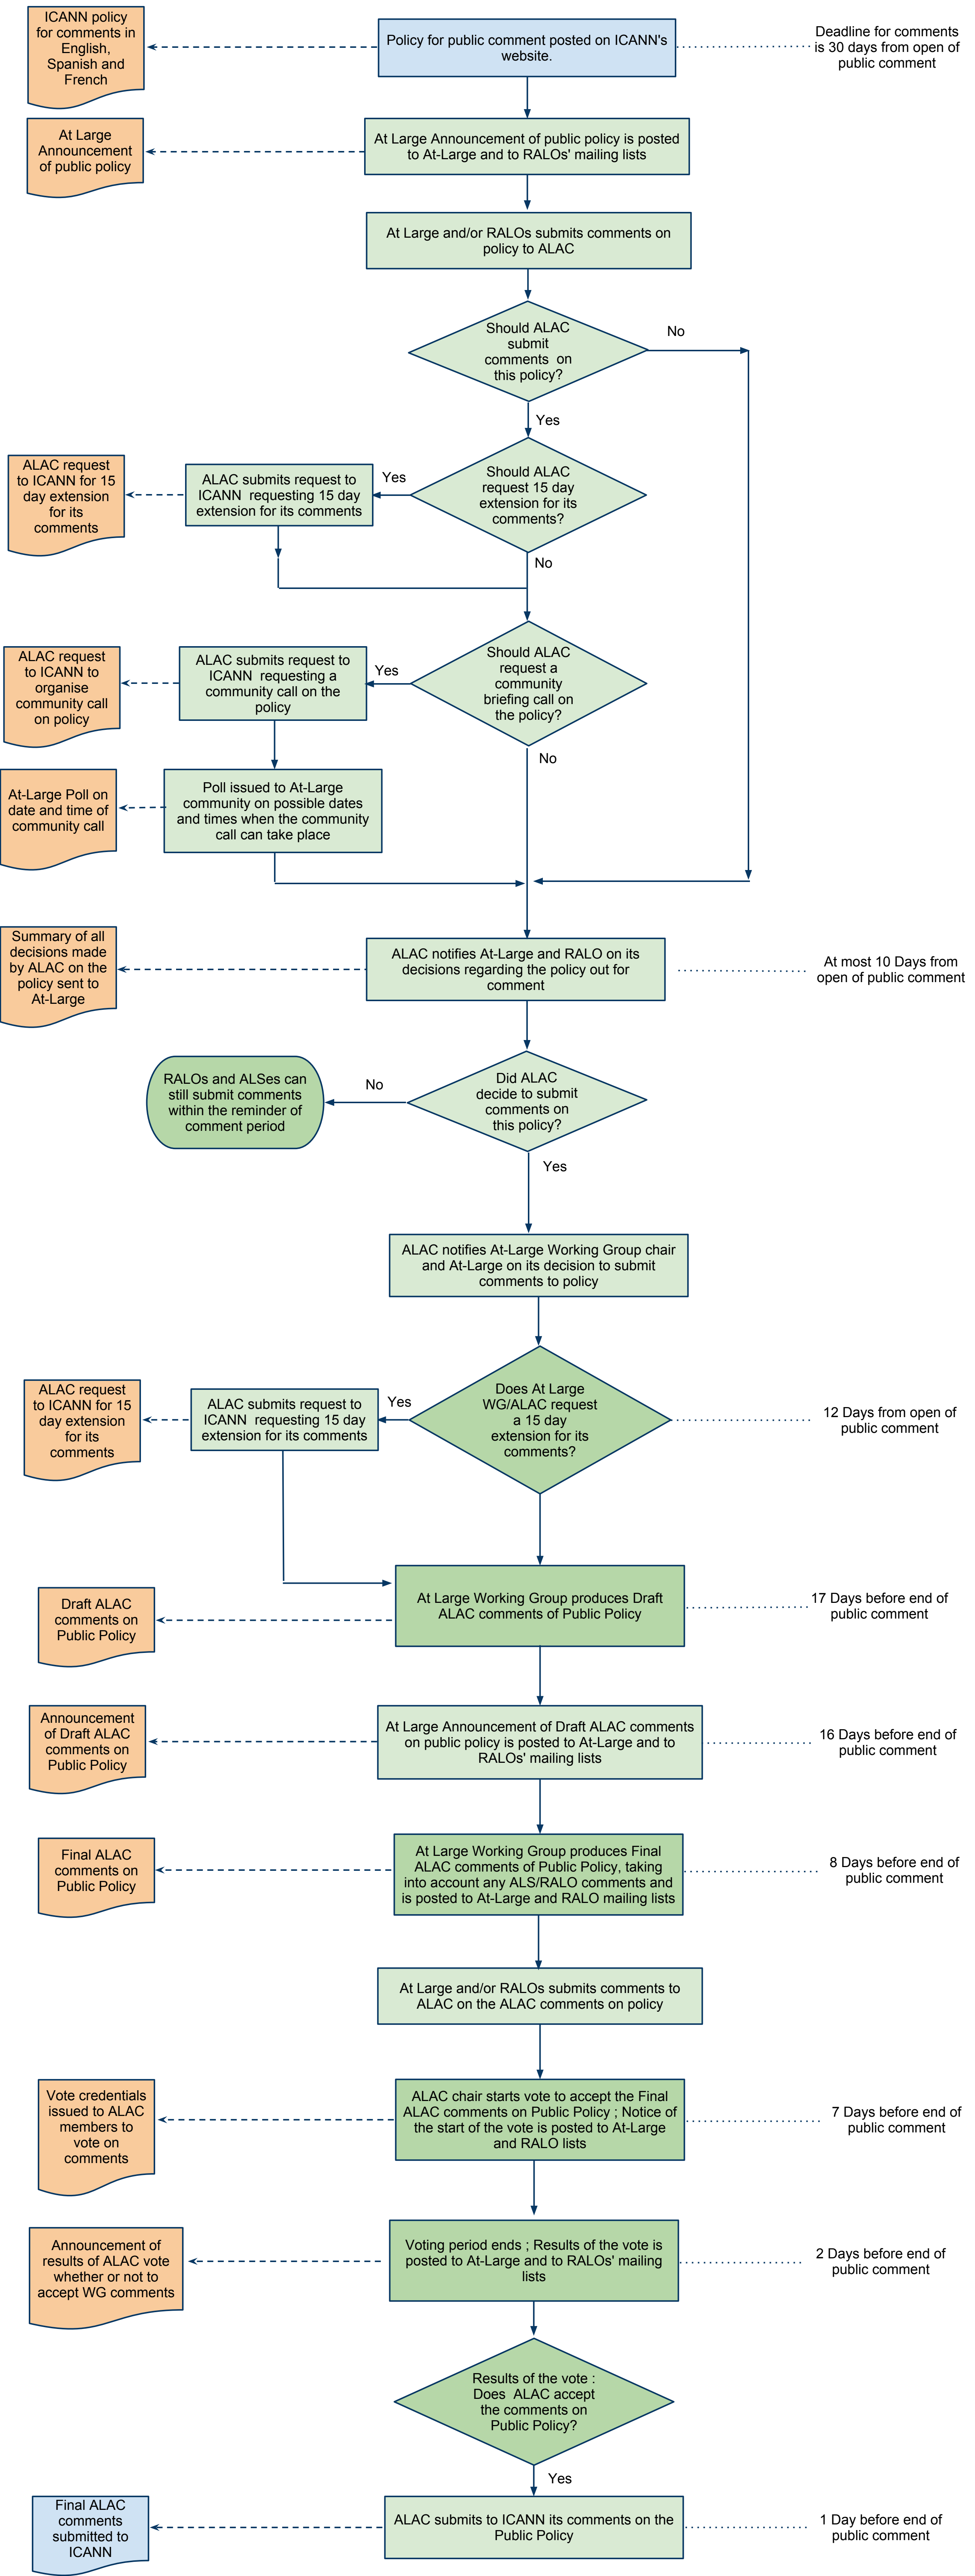 ICANN policy
for comments in
English,
Spanish and
French
Policy for public comment posted on ICANN's
website.
Deadline for comments
is 30 days from open of
public comment
At Large
Announcement
of public policy
At Large Announcement of public policy is posted
to At-Large and to RALOs' mailing lists
At Large and/or RALOs submits comments on
policy to ALAC
Should ALAC
submit
comments on
this policy?
No
Yes
ALAC request
to ICANN for 15
day extension
for its
comments
ALAC submits request to
ICANN requesting 15 day
extension for its comments
Yes
Should ALAC
request 15 day
extension for its
comments?
No
ALAC request
to ICANN to
organise
community call
on policy
ALAC submits request to
ICANN requesting a
community call on the
policy
Yes
Should ALAC
request a
community
briefing call on
the policy?
No
At-Large Poll on
date and time of
community call
Poll issued to At-Large
community on possible dates
and times when the community
call can take place
Summary of all
decisions made
by ALAC on the
policy sent to
At-Large
ALAC notifies At-Large and RALO on its
decisions regarding the policy out for
comment
At most 10 Days from
open of public comment
RALOs and ALSes can
still submit comments
within the reminder of
comment period
No
Did ALAC
decide to submit
comments on
this policy?
Yes
ALAC notifies At-Large Working Group chair
and At-Large on its decision to submit
comments to policy
ALAC request
to ICANN for 15
day extension
for its
comments
ALAC submits request to
ICANN requesting 15 day
extension for its comments
Yes
Does At Large
WG/ALAC request
a 15 day
extension for its
comments?
12 Days from open of
public comment
Draft ALAC
comments on
Public Policy
At Large Working Group produces Draft
ALAC comments of Public Policy
17 Days before end of
public comment
Announcement
of Draft ALAC
comments on
Public Policy
At Large Announcement of Draft ALAC comments
on public policy is posted to At-Large and to
RALOs' mailing lists
16 Days before end of
public comment
Final ALAC
comments on
Public Policy
At Large Working Group produces Final
ALAC comments of Public Policy, taking
into account any ALS/RALO comments and
is posted to At-Large and RALO mailing lists
8 Days before end of
public comment
At Large and/or RALOs submits comments to
ALAC on the ALAC comments on policy
Vote credentials
issued to ALAC
members to
vote on
comments
ALAC chair starts vote to accept the Final
ALAC comments on Public Policy ; Notice of
the start of the vote is posted to At-Large
and RALO lists
7 Days before end of
public comment
Announcement of
results of ALAC vote
whether or not to
accept WG comments
Voting period ends ; Results of the vote is
posted to At-Large and to RALOs' mailing
lists
2 Days before end of
public comment
Results of the vote :
Does ALAC accept
the comments on
Public Policy?
Yes
Final ALAC
comments
submitted to
ICANN
ALAC submits to ICANN its comments on the
Public Policy
1 Day before end of
public comment